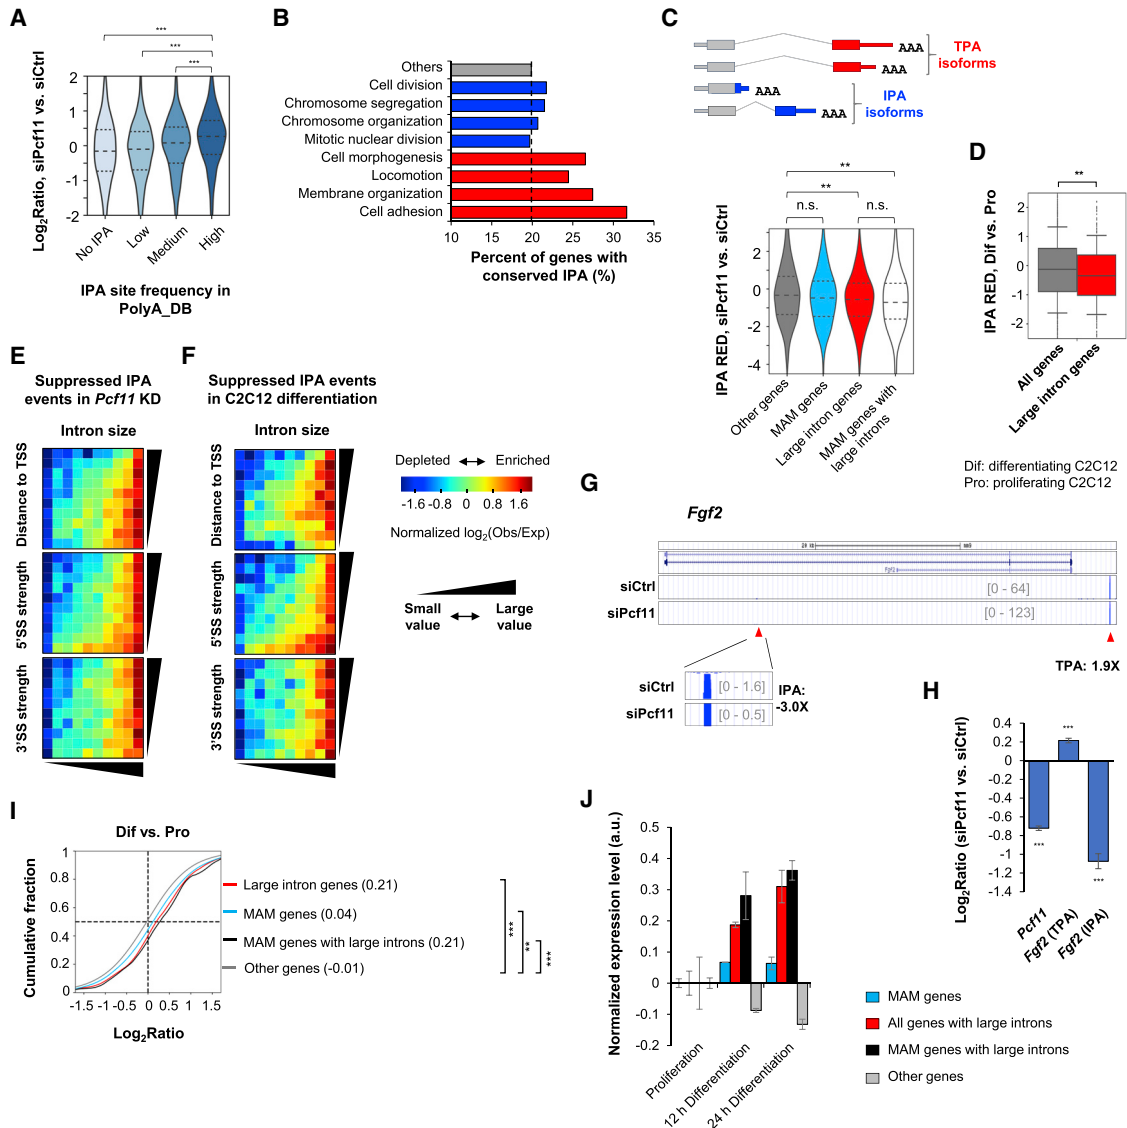 A
Log2Ratio, siPcf11 vs. siCtrl
***
***
***
2
1
0
-1
-2
No IPA
Low
Medium
High
IPA site frequency in
PolyA_DB
B
Others
Cell division
Chromosome segregation
Chromosome organization
Mitotic nuclear division
Cell morphogenesis
Locomotion
Membrane organization
Cell adhesion
10 15 20 25 30 35
Percent of genes with
conserved IPA (%)
C
AAA
AAA
TPA
isoforms
AAA
AAA
IPA
isoforms
**
**
n.s. n.s.
IPA RED, siPcf11 vs. siCtrl
2
0
-2
-4
Other genes
MAM genes
Large intron genes
MAM genes with
large introns
D
**
IPA RED, Dif vs. Pro
2
1
0
-1
-2
All genes
Large intron genes
Dif: differentiating C2C12
Pro: proliferating C2C12
E
Suppressed IPA
events in Pcf11 KD
Intron size
Distance to TSS
5'SS strength
3'SS strength
F
Suppressed IPA events
in C2C12 differentiation
Intron size
Distance to TSS
5'SS strength
3'SS strength
Depleted Enriched
-1.6 -0.8 0 0.8 1.6
Normalized log2(Obs/Exp)
Small
value
Large
value
G
Fgf2
20 kb mm9
Fgf2
siCtrl [0 - 64]
siPcf11 [0 - 123]
TPA: 1.9X
siCtrl [0 - 1.6]
siPcf11 [0 - 0.5]
IPA:
-3.0X
H
Log2Ratio (siPcf11 vs. siCtrl)
0.4
0.2
0
-0.2
-0.4
-0.6
-0.8
-1
-1.2
-1.4
***
***
***
Pcf11
Fgf2 (TPA)
Fgf2 (IPA)
I
Dif vs. Pro
Cumulative fraction
1
0.8
0.6
0.4
0.2
0
-1.5 -1 -0.5 0 0.5 1 1.5
Log2Ratio
Large intron genes (0.21)
MAM genes (0.04)
MAM genes with large introns (0.21)
Other genes (-0.01)
***
**
***
J
Normalized expression level (a.u.)
0.5
0.4
0.3
0.2
0.1
0
-0.1
-0.2
Proliferation
12 h Differentiation
24 h Differentiation
MAM genes
All genes with large introns
MAM genes with large introns
Other genes